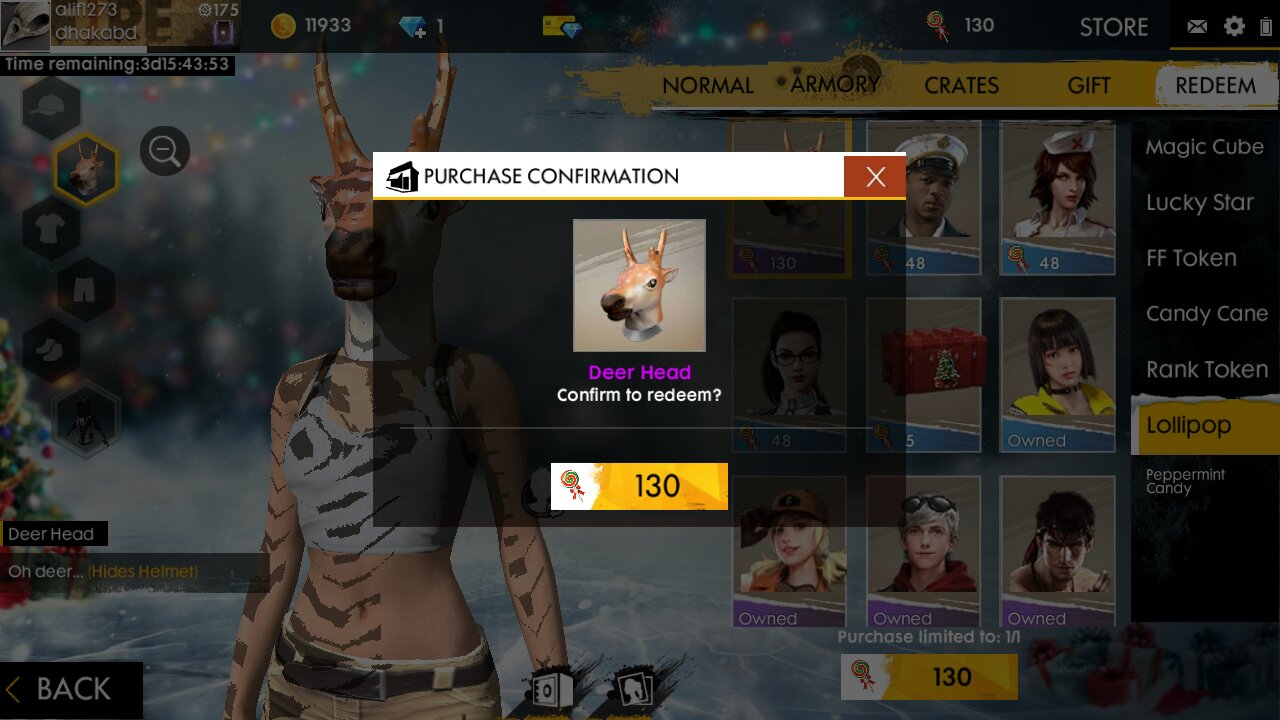 alif1273
175
dhakabd
11933
1
130
STORE
Time remaining:3d15:43:53
NORMAL
ARMORY
CRATES
GIFT
REDEEM
PURCHASE CONFIRMATION
X
Deer Head
Confirm to redeem?
130
130
48
48
48
5
Owned
Owned
Owned
Owned
Magic Cube
Lucky Star
FF Token
Candy Cane
Rank Token
Lollipop
Peppermint
Candy
Deer Head
Oh deer... (Hides Helmet)
Purchase limited to: 1/1
130
BACK